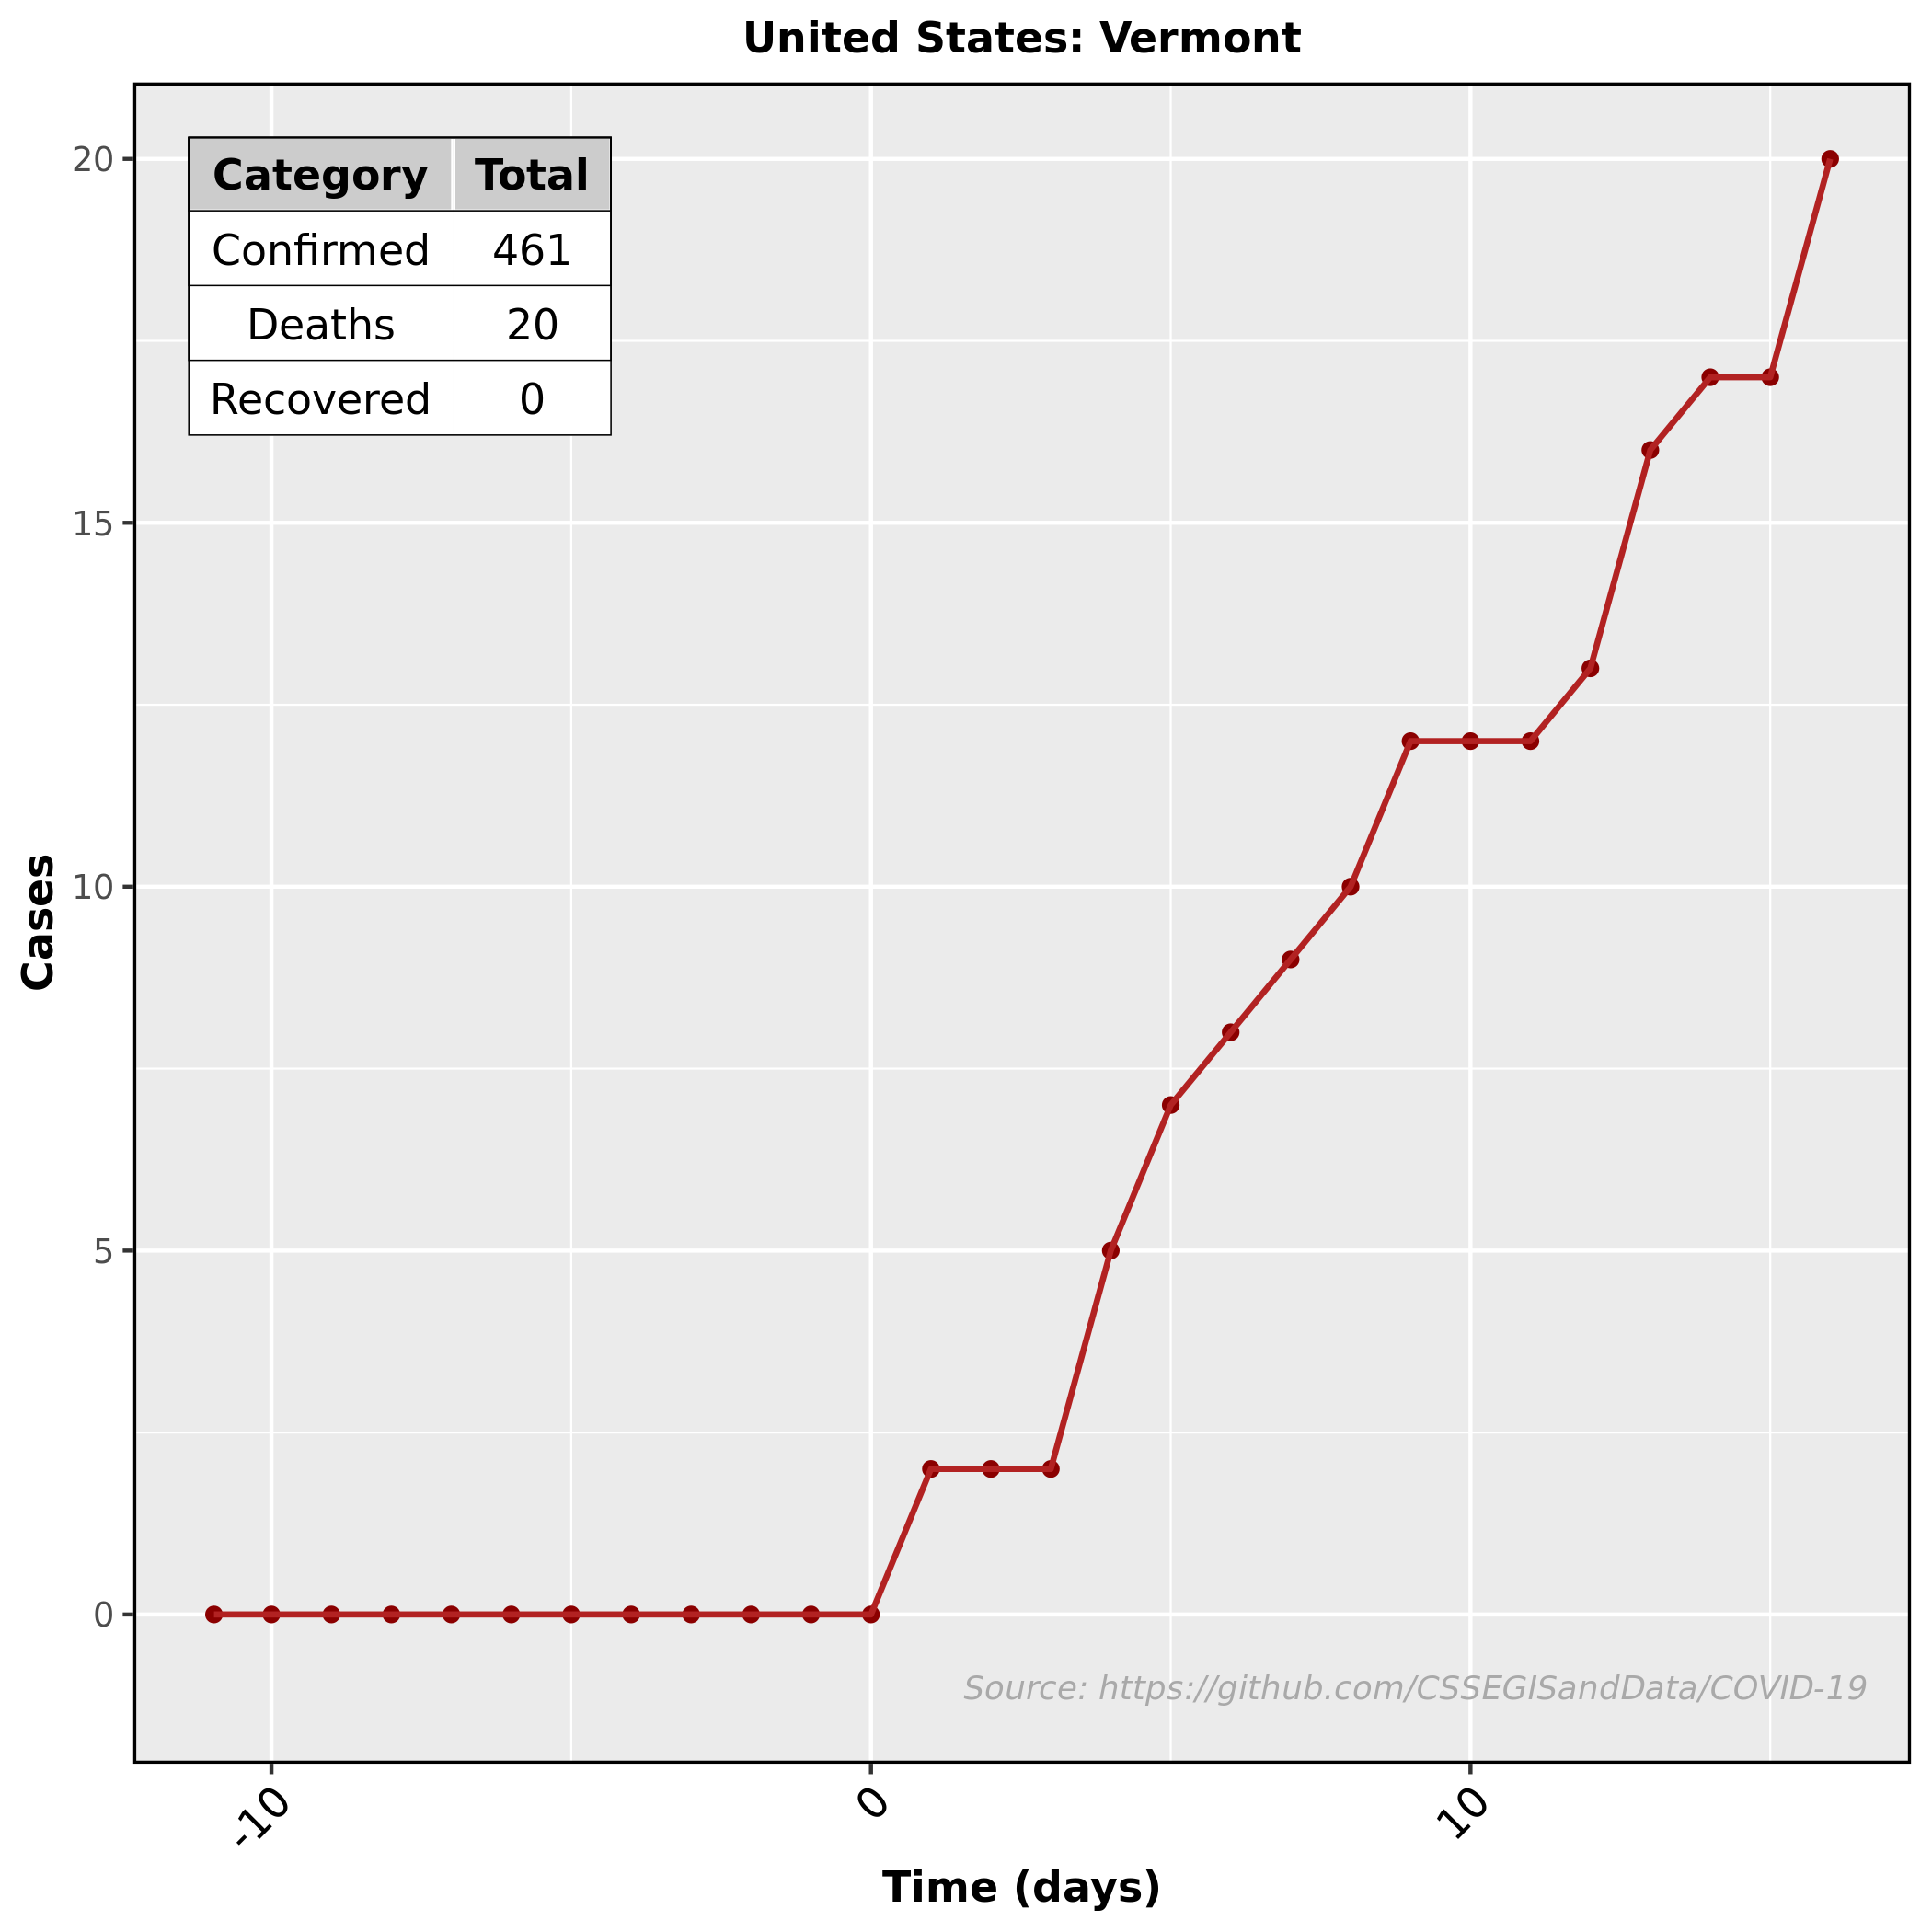 United States: Vermont
Category Total
Confirmed 461
Deaths 20
Recovered 0
20
15
10
5
0
Cases
Source: https://github.com/CSSEGISandData/COVID-19
-10 0 10
Time (days)